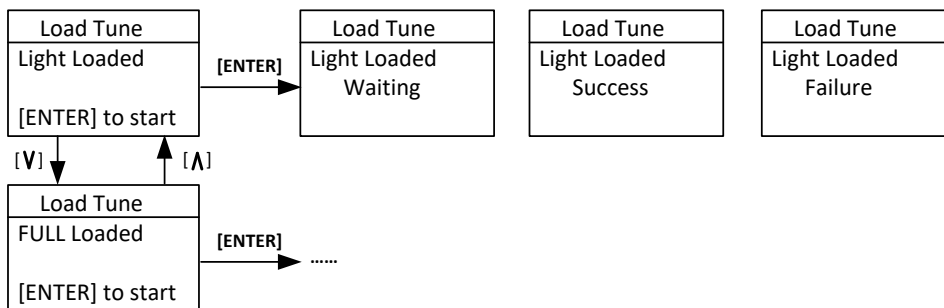 Load Tune
Light Loaded
[ENTER] to start
[ENTER]
Load Tune
Light Loaded
Waiting
Load Tune
Light Loaded
Success
Load Tune
Light Loaded
Failure
[∨]
[∧]
Load Tune
FULL Loaded
[ENTER] to start
[ENTER]
......